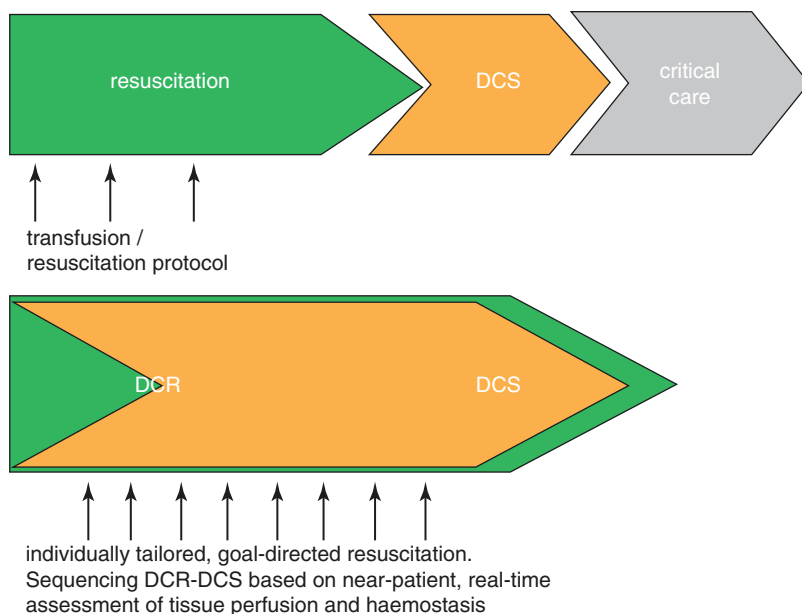 resuscitation
DCS
critical
care
transfusion /
resuscitation protocol
DCR
DCS
individually tailored, goal-directed resuscitation.
Sequencing DCR-DCS based on near-patient, real-time
assessment of tissue perfusion and haemostasis